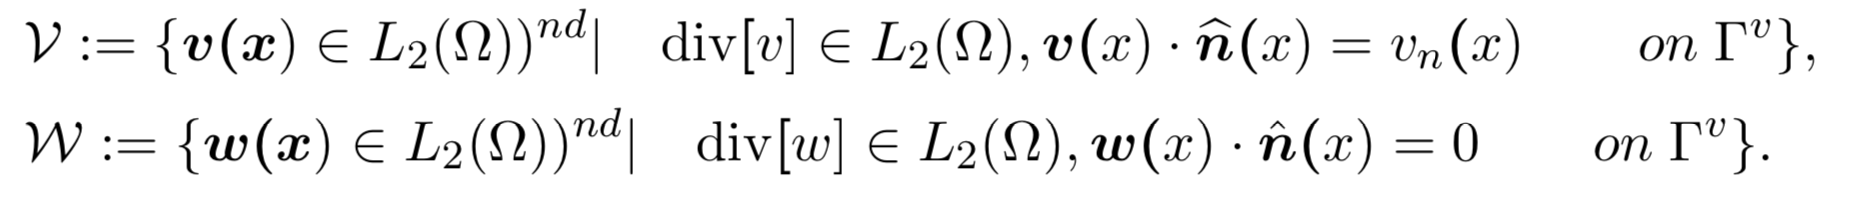 𝒱 := {𝒗(𝒙) ∈ L₂(Ω))ⁿᵈ| div[v] ∈ L₂(Ω), 𝒗(x) · 𝒏̂(x) = vₙ(x) on Γᵛ},
𝒲 := {𝒘(𝒙) ∈ L₂(Ω))ⁿᵈ| div[w] ∈ L₂(Ω), 𝒘(x) · 𝒏̂(x) = 0 on Γᵛ}.